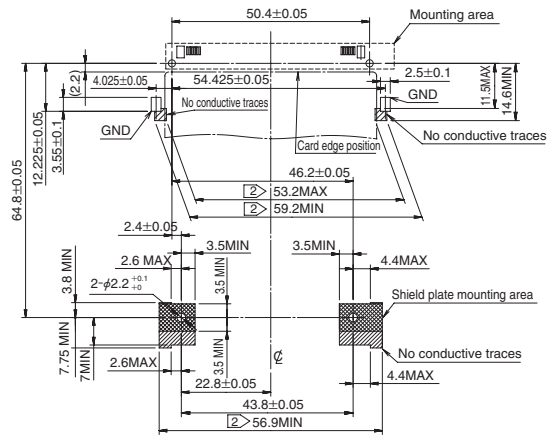 50.4±0.05
Mounting area
(2.2)
4.025±0.05
54.425±0.05
2.5±0.1
GND
No conductive traces
GND
11.5MAX
14.6MIN
No conductive traces
Card edge position
3.55±0.1
12.225±0.05
64.8±0.05
46.2±0.05
2 53.2MAX
2 59.2MIN
2.4±0.05
3.5MIN
3.5MIN
2.6 MAX
4.4MAX
3.8 MIN
2-φ2.2 +0.1 +0
3.5 MIN
Shield plate mounting area
7.75 MIN
7MIN
3.5 MIN
No conductive traces
2.6MAX
4.4MAX
22.8±0.05
43.8±0.05
2 56.9MIN